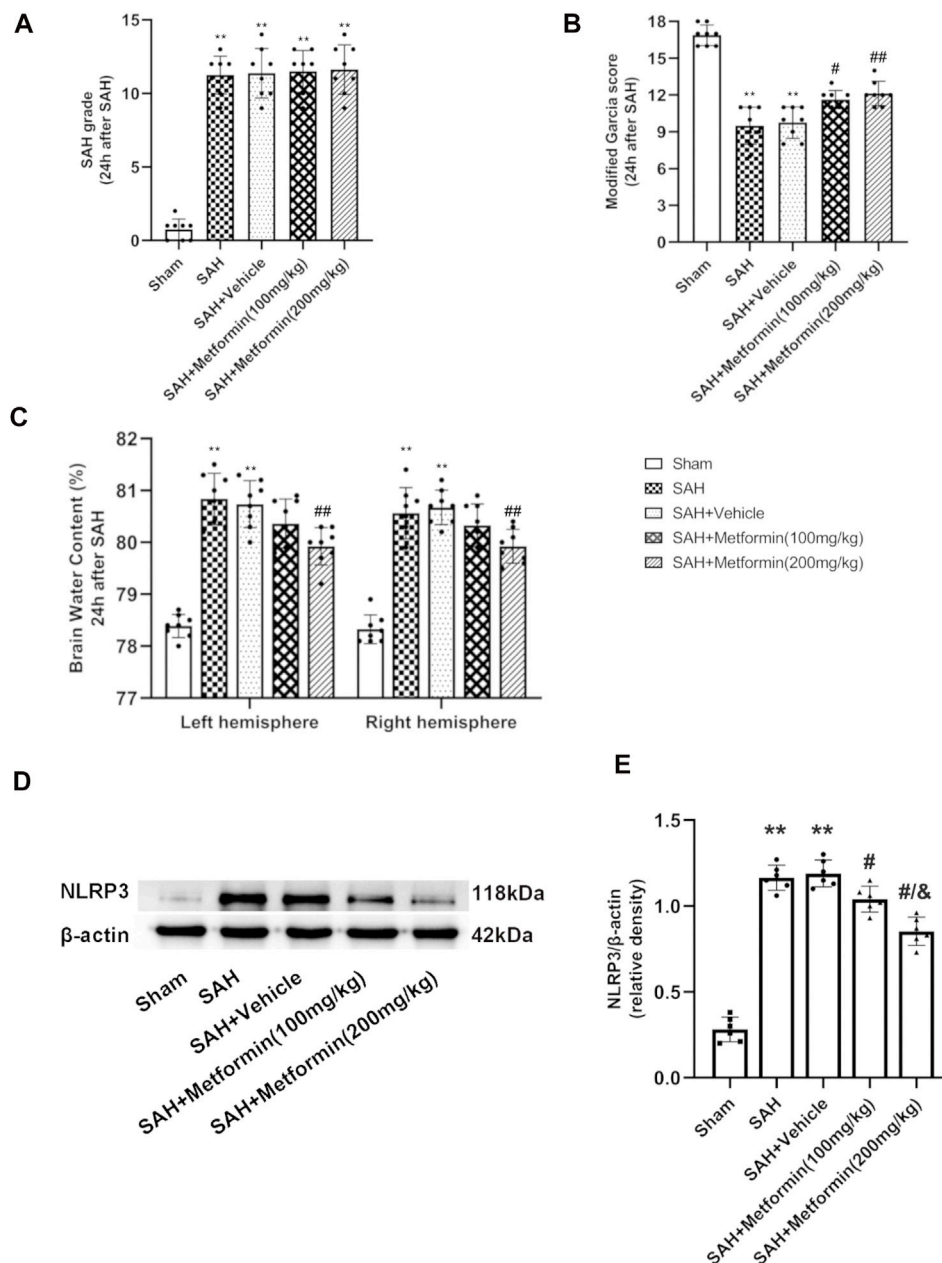 A
SAH grade
(24h after SAH)
15
10
5
0
**
**
**
**
Sham
SAH
SAH+Vehicle
SAH+Metformin(100mg/kg)
SAH+Metformin(200mg/kg)
B
Modified Garcia score
(24h after SAH)
18
15
12
9
6
3
0
**
**
#
##
Sham
SAH
SAH+Vehicle
SAH+Metformin(100mg/kg)
SAH+Metformin(200mg/kg)
C
Brain Water Content (%)
24h after SAH
82
81
80
79
78
77
**
**
##
**
**
##
Left hemisphere
Right hemisphere
Sham
SAH
SAH+Vehicle
SAH+Metformin(100mg/kg)
SAH+Metformin(200mg/kg)
D
NLRP3
118kDa
β-actin
42kDa
Sham
SAH
SAH+Vehicle
SAH+Metformin(100mg/kg)
SAH+Metformin(200mg/kg)
E
NLRP3/β-actin
(relative density)
1.5
1.0
0.5
0.0
**
**
#
#/&
Sham
SAH
SAH+Vehicle
SAH+Metformin(100mg/kg)
SAH+Metformin(200mg/kg)